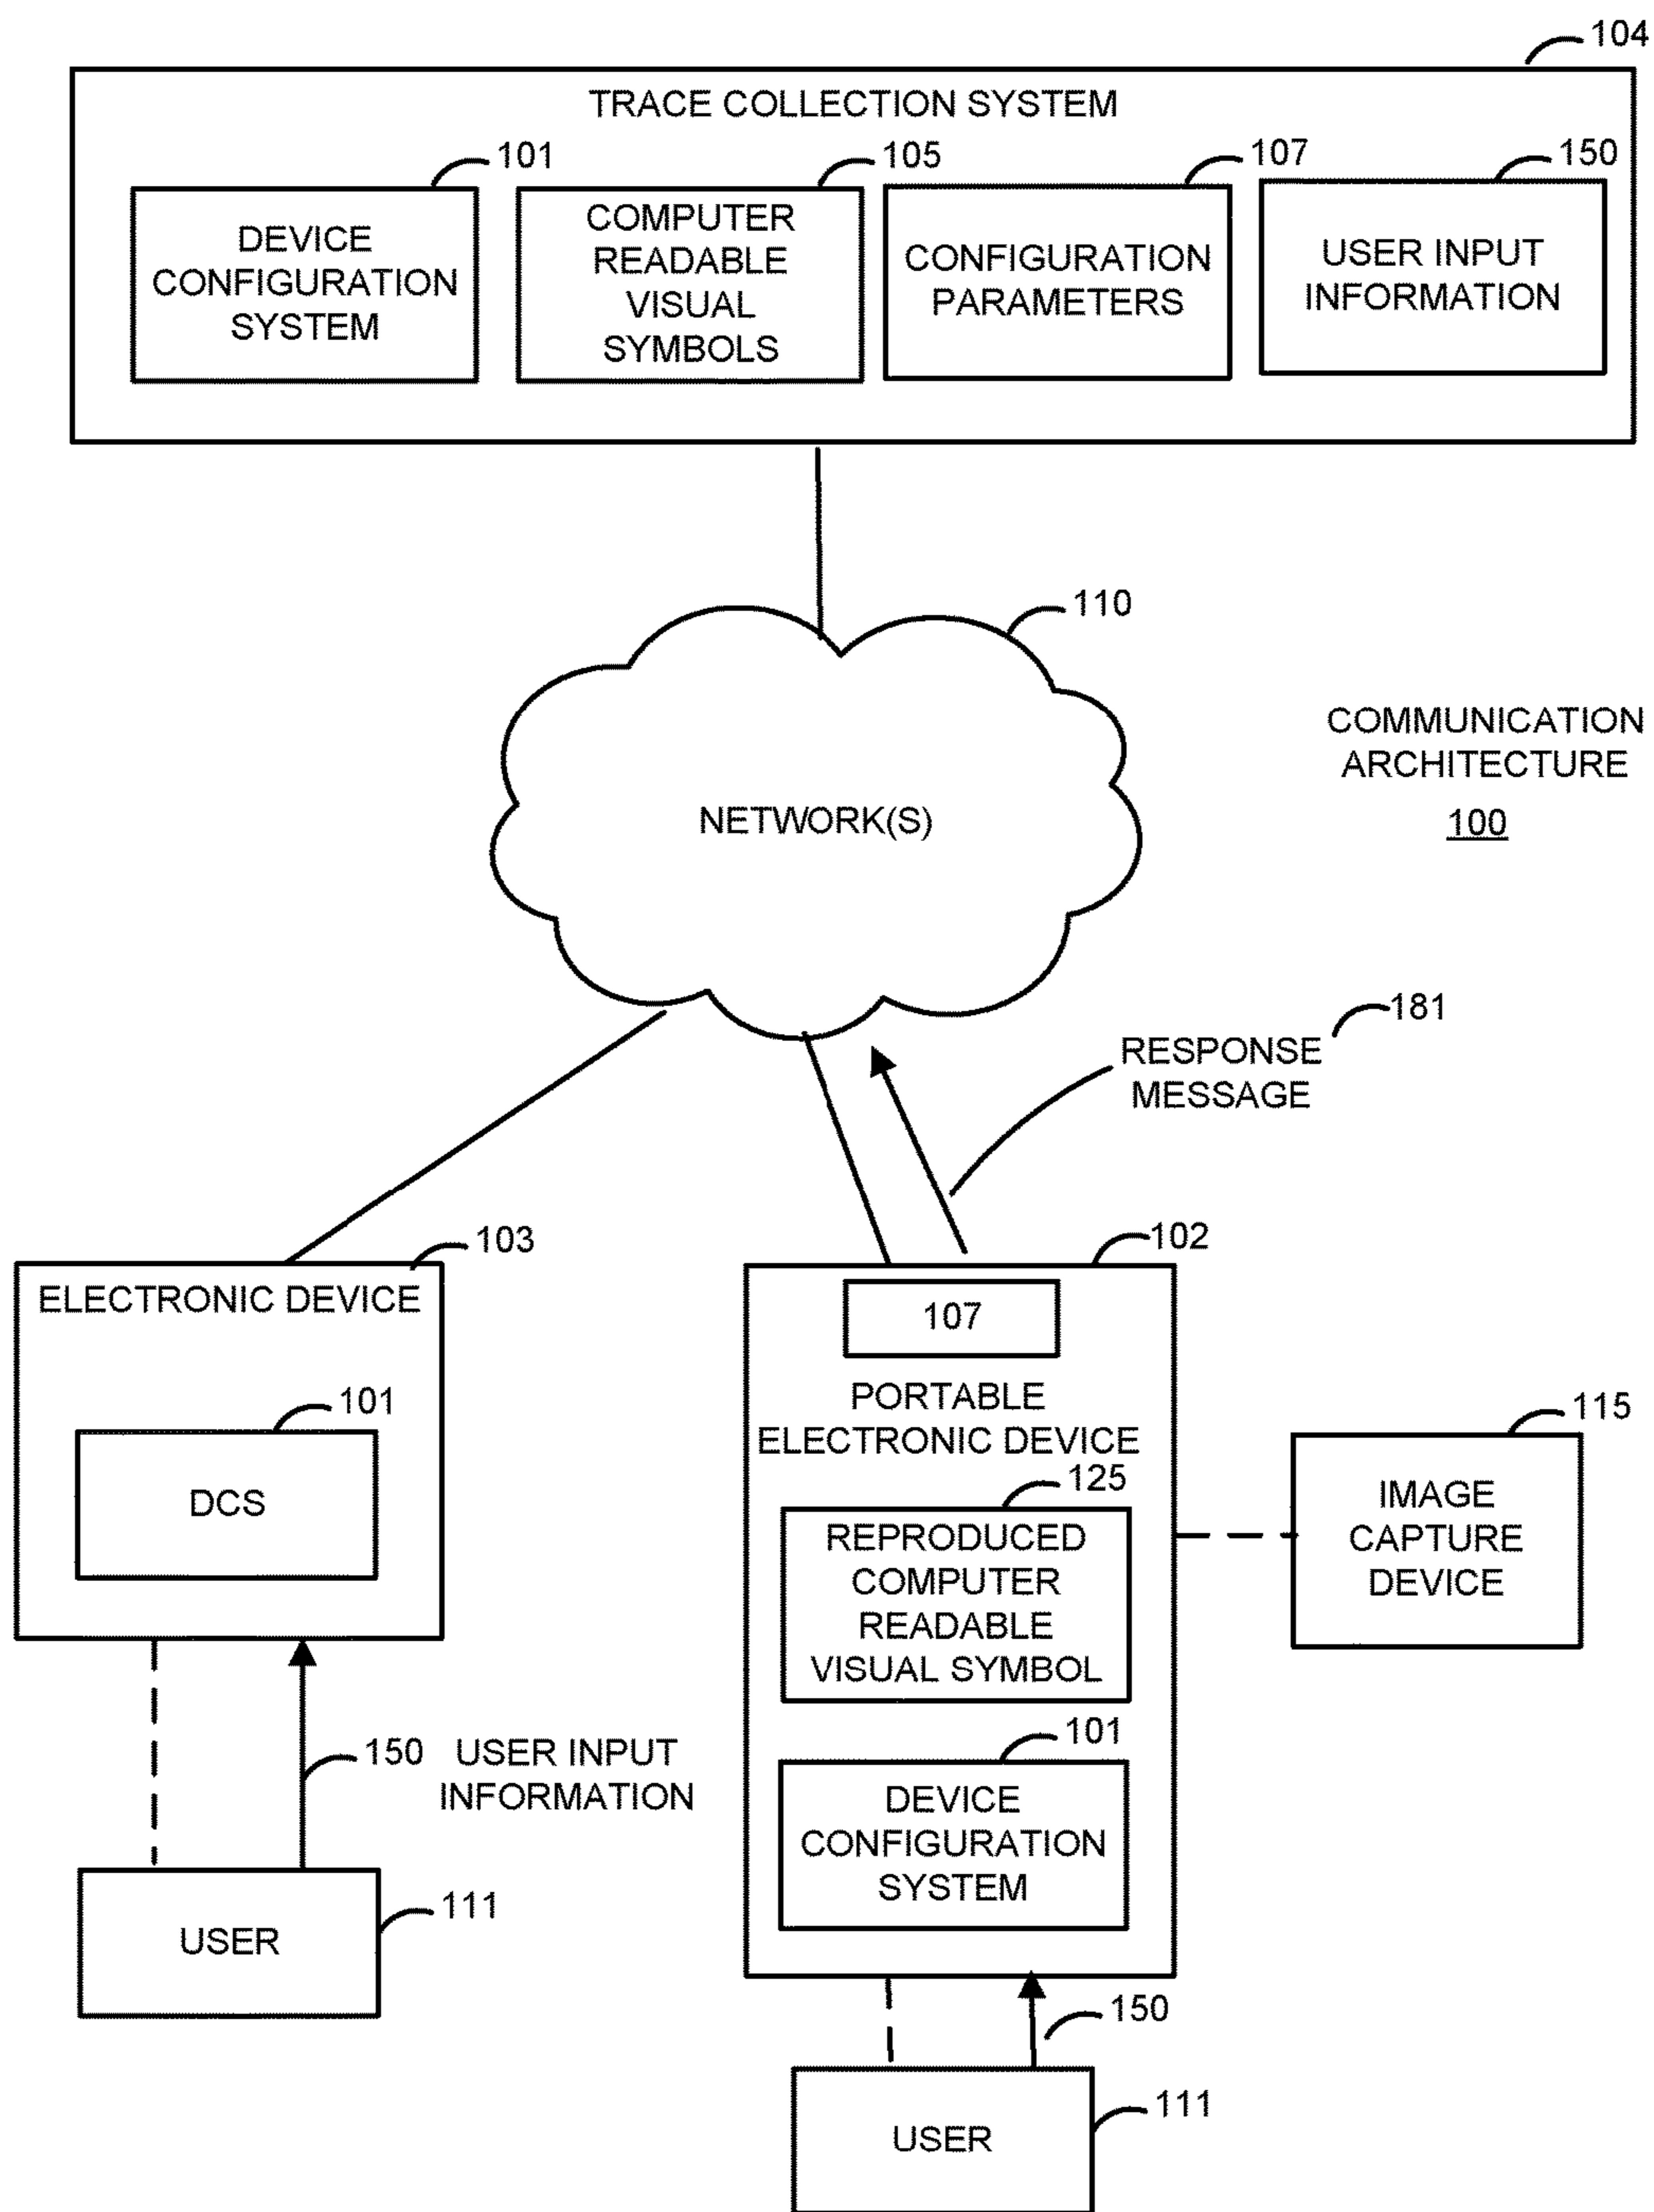 104
TRACE COLLECTION SYSTEM
101
105
107
150
DEVICE
CONFIGURATION
SYSTEM
COMPUTER
READABLE
VISUAL
SYMBOLS
CONFIGURATION
PARAMETERS
USER INPUT
INFORMATION
110
NETWORK(S)
COMMUNICATION
ARCHITECTURE
100
181
RESPONSE
MESSAGE
103
ELECTRONIC DEVICE
101
DCS
102
107
PORTABLE
ELECTRONIC DEVICE
125
REPRODUCED
COMPUTER
READABLE
VISUAL SYMBOL
101
DEVICE
CONFIGURATION
SYSTEM
115
IMAGE
CAPTURE
DEVICE
150
USER INPUT
INFORMATION
111
USER
150
111
USER